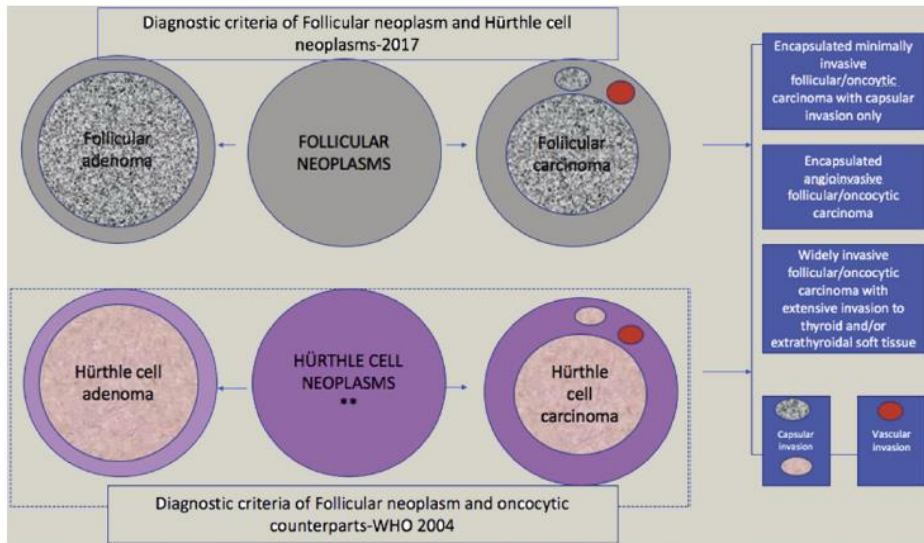 Diagnostic criteria of Follicular neoplasm and Hürthle cell
neoplasms-2017
Follicular
adenoma
FOLLICULAR
NEOPLASMS
Follicular
carcinoma
Encapsulated minimally
invasive
follicular/oncoytic
carcinoma with capsular
invasion only
Encapsulated
angioinvasive
follicular/oncocytic
carcinoma
Widely invasive
follicular/oncocytic
carcinoma with
extensive invasion to
thyroid and/or
extrathyroidal soft tissue
Hürthle cell
adenoma
HÜRTHLE CELL
NEOPLASMS
**
Hürthle
cell
carcinoma
Capsular
invasion
Vascular
invasion
Diagnostic criteria of Follicular neoplasm and oncocytic
counterparts-WHO 2004